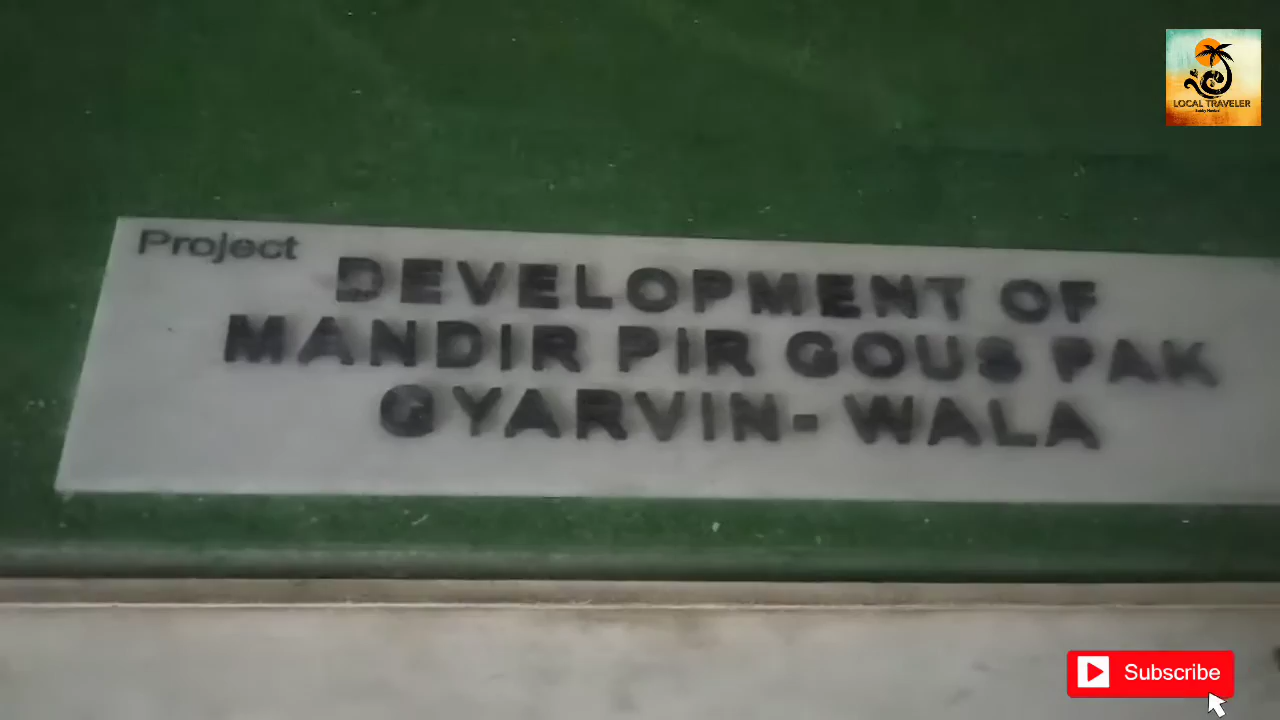 LOCAL TRAVELER
Project
DEVELOPMENT OF
MANDIR PIR GOUS PAK
GYARVIN- WALA
Subscribe